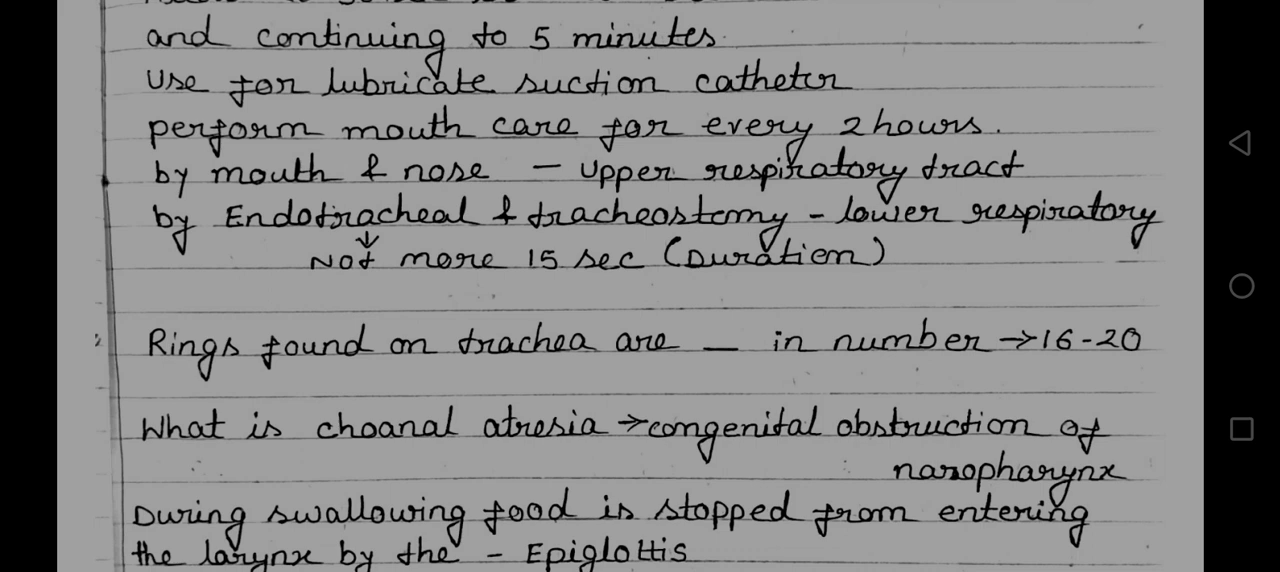 and continuing to 5 minutes.
Use for lubricate suction catheter
perform mouth care for every 2 hours.
by mouth & nose – Upper respiratory tract
by Endotracheal & tracheostomy – lower respiratory
↓
Not more 15 sec (Duration)
Rings found on trachea are — in number → 16-20
What is choanal atresia → congenital obstruction of
nasopharynx
During swallowing food is stopped from entering
the larynx by the – Epiglottis